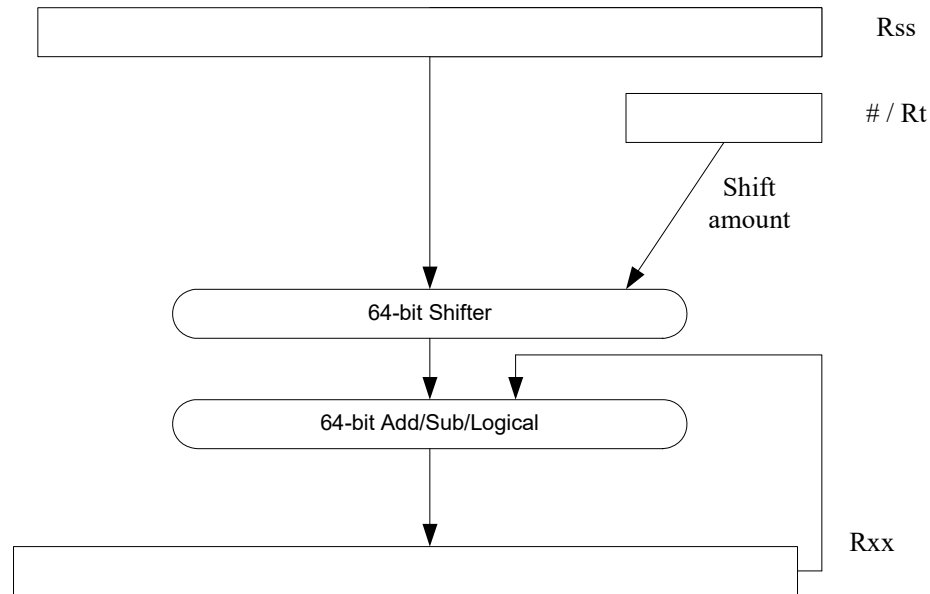 Rss
# / Rt
Shift
amount
64-bit Shifter
64-bit Add/Sub/Logical
Rxx